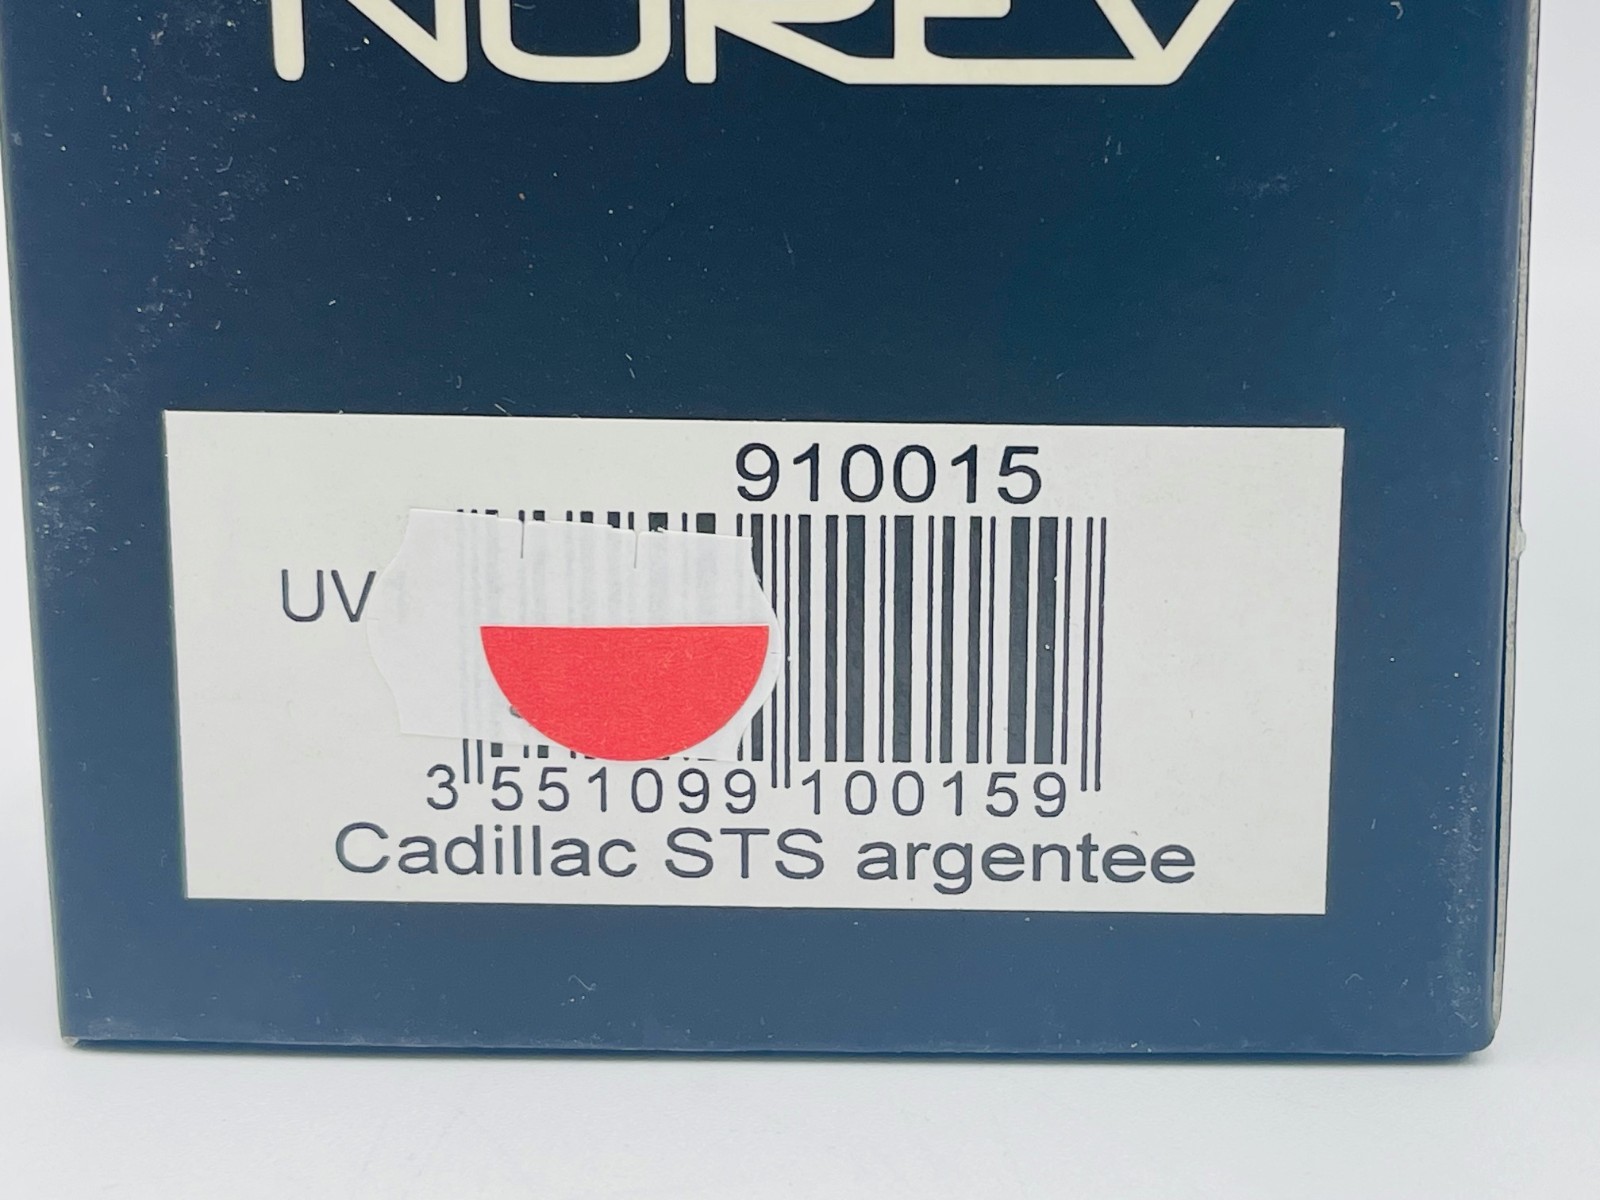 NOREV
910015
UV
3 551099 100159
Cadillac STS argentee